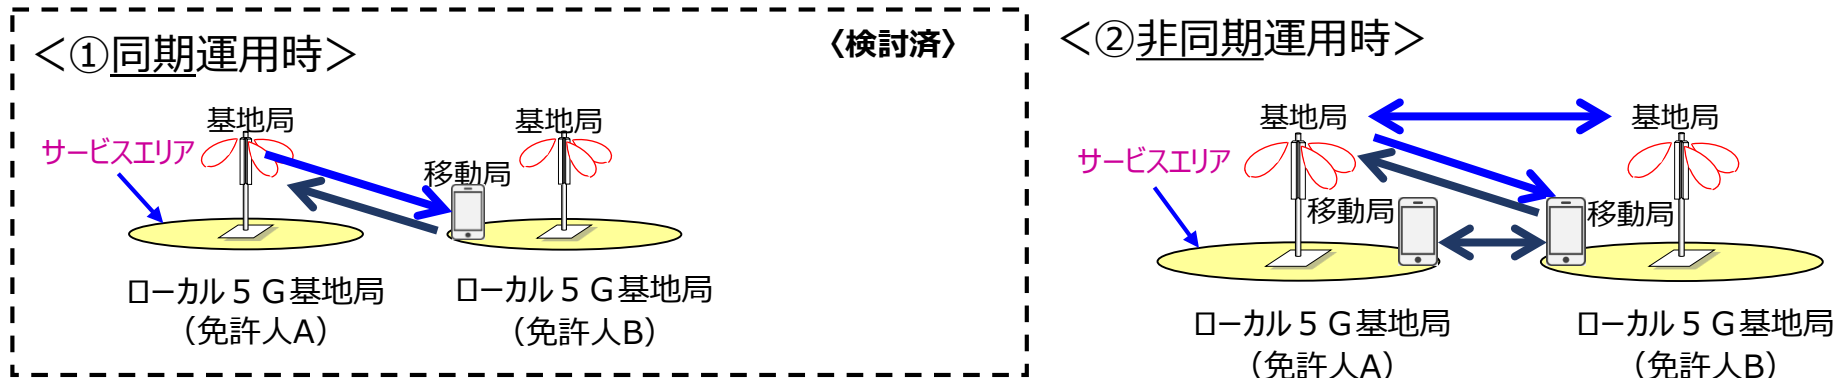 ＜①同期運用時＞
〈検討済〉
基地局
基地局
サービスエリア
移動局
ローカル５Ｇ基地局
（免許人A）
ローカル５Ｇ基地局
（免許人B）
＜②非同期運用時＞
基地局
基地局
サービスエリア
移動局
移動局
ローカル５Ｇ基地局
（免許人A）
ローカル５Ｇ基地局
（免許人B）